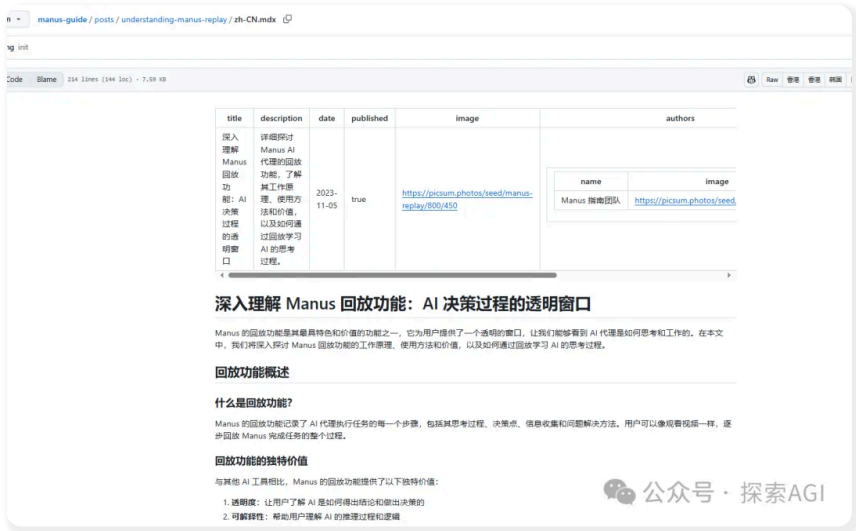 manus-guide / posts / understanding-manus-replay / zh-CN.mdx
init
Code Blame 214 lines (144 loc) · 7.59 KB
Raw
title description date published image authors
深入
理解
Manus
回放
功
能：AI
决策
过程
的透
明窗
口
详细探讨
Manus AI
代理的回放
功能，了解
其工作原
理、使用方
法和价值，
以及如何通
过回放学习
AI 的思考
过程。
2023-
11-05
true
https://picsum.photos/seed/manus-
replay/800/450
name image
Manus 指南团队 https://picsum.photos/seed/
深入理解 Manus 回放功能：AI 决策过程的透明窗口
Manus 的回放功能是其最具特色和价值的功能之一，它为用户提供了一个透明的窗口，让我们能够看到 AI 代理是如何思考和工作的。在本文
中，我们将深入探讨 Manus 回放功能的工作原理、使用方法和价值，以及如何通过回放学习 AI 的思考过程。
回放功能概述
什么是回放功能?
Manus 的回放功能记录了 AI 代理执行任务的每一个步骤，包括其思考过程、决策点、信息收集和问题解决方法。用户可以像观看视频一样，逐
步回放 Manus 完成任务的整个过程。
回放功能的独特价值
与其他 AI 工具相比，Manus 的回放功能提供了以下独特价值：
1. 透明度：让用户了解 AI 是如何得出结论和做出决策的
2. 可解释性：帮助用户理解 AI 的推理过程和逻辑
公众号 · 探索AGI